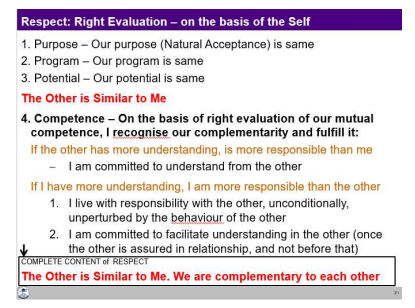 Respect: Right Evaluation – on the basis of the Self
1. Purpose – Our purpose (Natural Acceptance) is same
2. Program – Our program is same
3. Potential – Our potential is same
The Other is Similar to Me
4. Competence – On the basis of right evaluation of our mutual
competence, I recognise our complementarity and fulfill it:
If the other has more understanding, is more responsible than me
– I am committed to understand from the other
If I have more understanding, I am more responsible than the other
1. I live with responsibility with the other, unconditionally,
unperturbed by the behaviour of the other
2. I am committed to facilitate understanding in the other (once
the other is assured in relationship, and not before that)
COMPLETE CONTENT of RESPECT
The Other is Similar to Me. We are complementary to each other